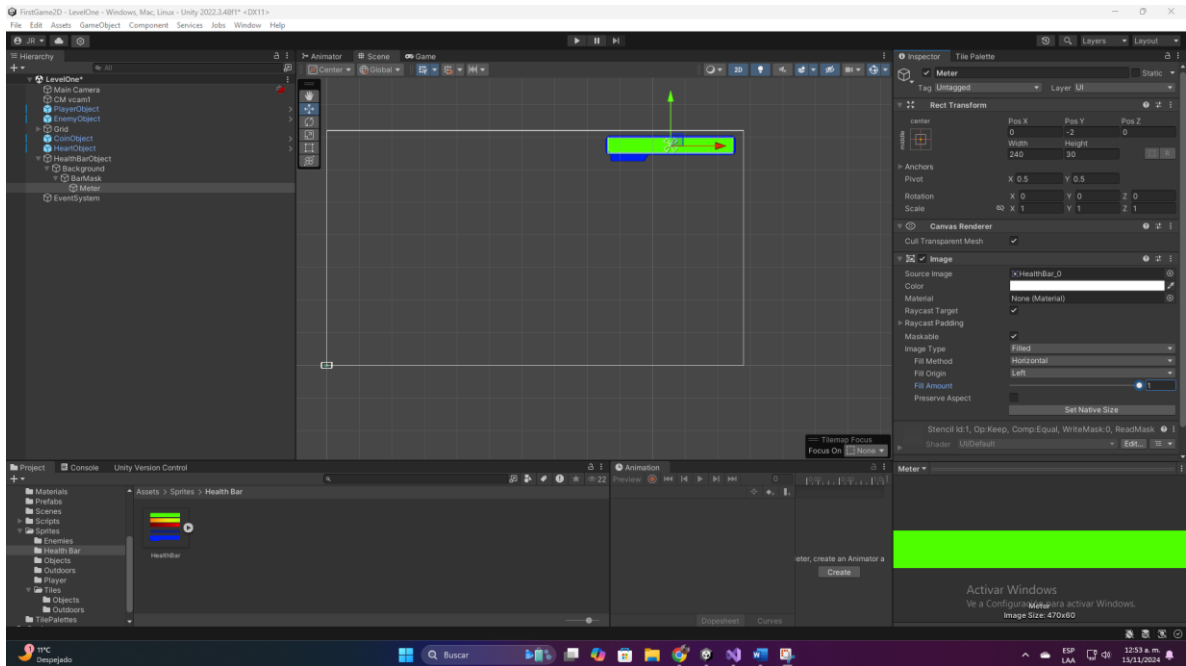 FirstGame2D - LevelOne - Windows, Mac, Linux - Unity 2022.3.48f1* <DX11>
File Edit Assets GameObject Component Services Jobs Window Help
JR
Layers Layout
Hierarchy
All
LevelOne*
Main Camera
CM vcam1
PlayerObject
EnemyObject
Grid
CoinObject
HeartObject
HealthBarObject
Background
BarMask
Meter
EventSystem
Animator Scene Game
Center Global 2D
Tilemap Focus
Focus On None
Inspector Tile Palette
Meter Static
Tag Untagged Layer UI
Rect Transform
center Pos X Pos Y Pos Z
middle 0 -2 0
Width Height
240 30
R
Anchors
Pivot X 0.5 Y 0.5
Rotation X 0 Y 0 Z 0
Scale X 1 Y 1 Z 1
Canvas Renderer
Cull Transparent Mesh
Image
Source Image HealthBar_0
Color
Material None (Material)
Raycast Target
Raycast Padding
Maskable
Image Type Filled
Fill Method Horizontal
Fill Origin Left
Fill Amount 1
Preserve Aspect
Set Native Size
Stencil Id:1, Op:Keep, Comp:Equal, WriteMask:0, ReadMask
Shader UI/Default Edit...
Project Console Unity Version Control
22
Materials
Prefabs
Scenes
Scripts
Sprites
Enemies
Health Bar
Objects
Outdoors
Player
Tiles
Objects
Outdoors
TilePalettes
Assets > Sprites > Health Bar
HealthBar
Animation
Preview 0
eter, create an Animator a
Create
Dopesheet Curves
Meter
Activar Windows
Ve a Configuración para activar Windows.
Meter
Image Size: 470x60
1
11°C
Despejado
Buscar
ESP
LAA
12:53 a. m.
15/11/2024